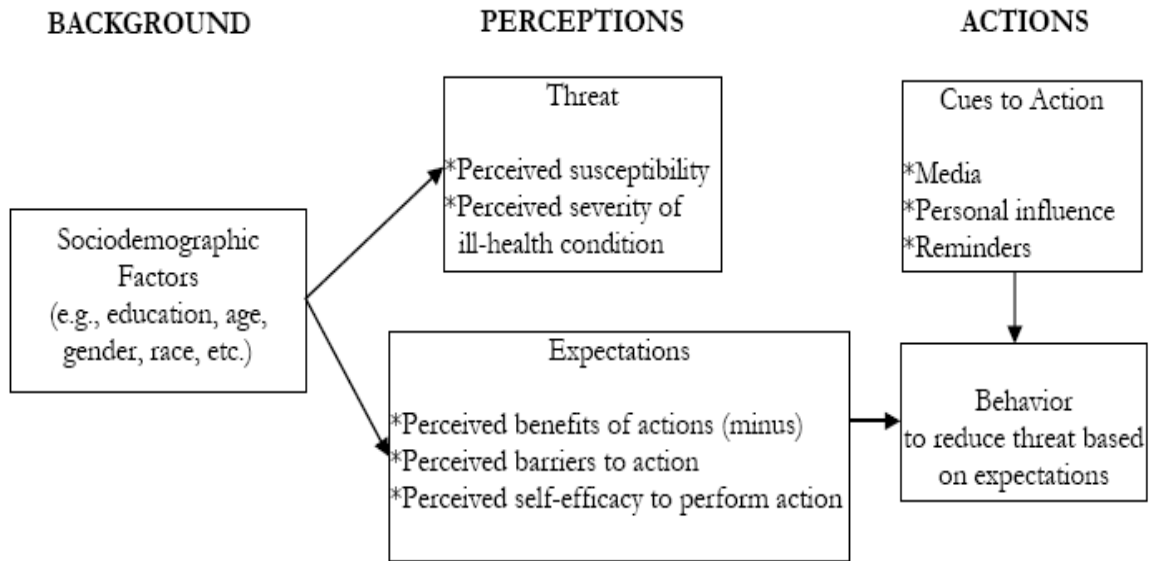 BACKGROUND
PERCEPTIONS
ACTIONS
Sociodemographic
Factors
(e.g., education, age,
gender, race, etc.)
Threat
*Perceived susceptibility
*Perceived severity of
ill-health condition
Expectations
*Perceived benefits of actions (minus)
*Perceived barriers to action
*Perceived self-efficacy to perform action
Cues to Action
*Media
*Personal influence
*Reminders
Behavior
to reduce threat based
on expectations